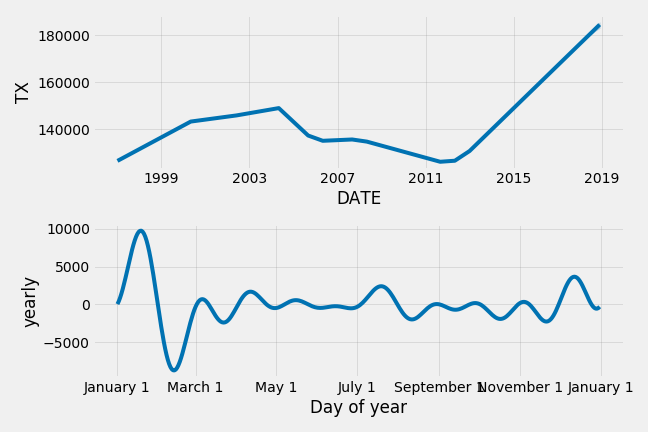 180000
160000
140000
TX
1999 2003 2007 2011 2015 2019
DATE
10000
5000
0
−5000
yearly
January 1 March 1 May 1 July 1 September 1 November 1 January 1
Day of year